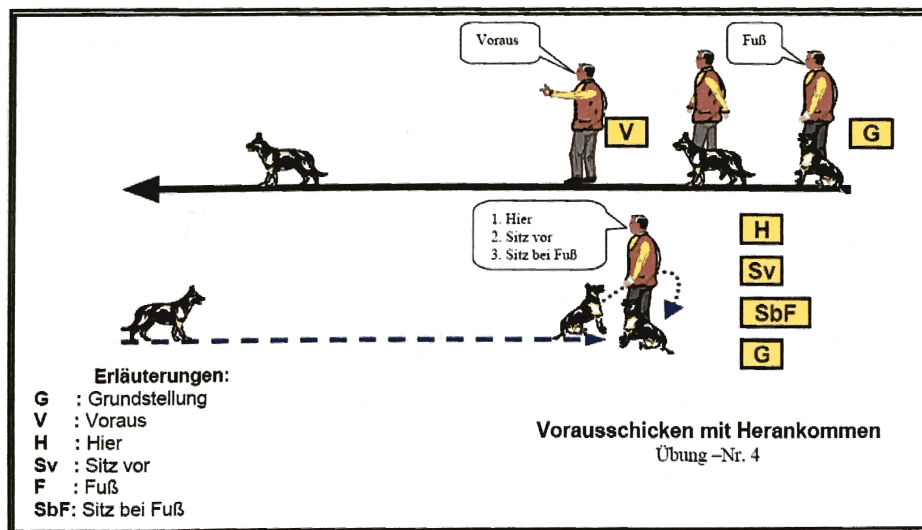 Voraus
Fuß
V
G
1. Hier
2. Sitz vor
3. Sitz bei Fuß
H
Sv
SbF
G
Erläuterungen:
G : Grundstellung
V : Voraus
H : Hier
Sv : Sitz vor
F : Fuß
SbF: Sitz bei Fuß
Vorausschicken mit Herankommen
Übung –Nr. 4